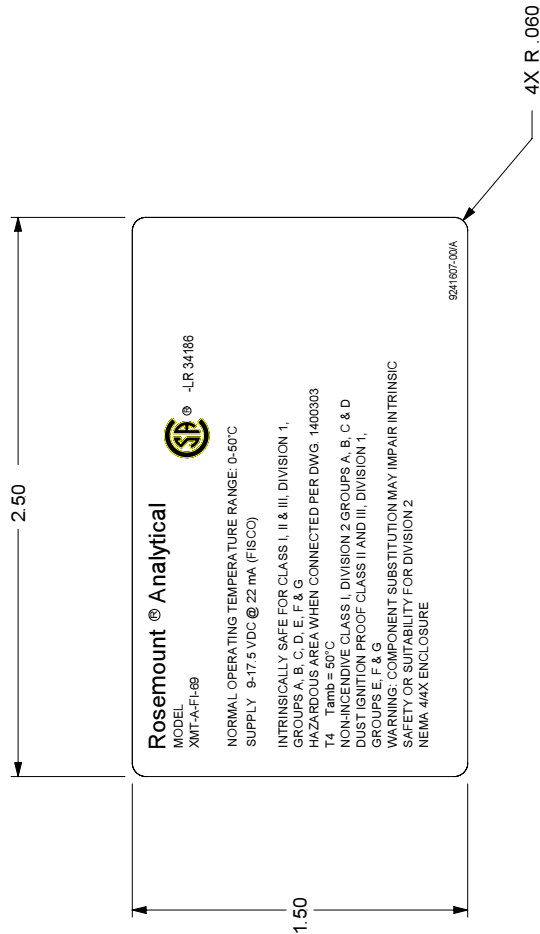 2.50
4X R .060
1.50
Rosemount ® Analytical
MODEL
XMT-A-FI-69
SA ® -LR 34186
NORMAL OPERATING TEMPERATURE RANGE: 0-50°C
SUPPLY 9-17.5 VDC @ 22 mA (FISCO)
INTRINSICALLY SAFE FOR CLASS I, II & III, DIVISION 1,
GROUPS A, B, C, D, E, F & G
HAZARDOUS AREA WHEN CONNECTED PER DWG. 1400303
T4 Tamb = 50°C
NON-INCENDIVE CLASS I, DIVISION 2 GROUPS A, B, C & D
DUST IGNITION PROOF CLASS II AND III, DIVISION 1,
GROUPS E, F & G
WARNING: COMPONENT SUBSTITUTION MAY IMPAIR INTRINSIC
SAFETY OR SUITABILITY FOR DIVISION 2
NEMA 4/4X ENCLOSURE
9241607-00/A